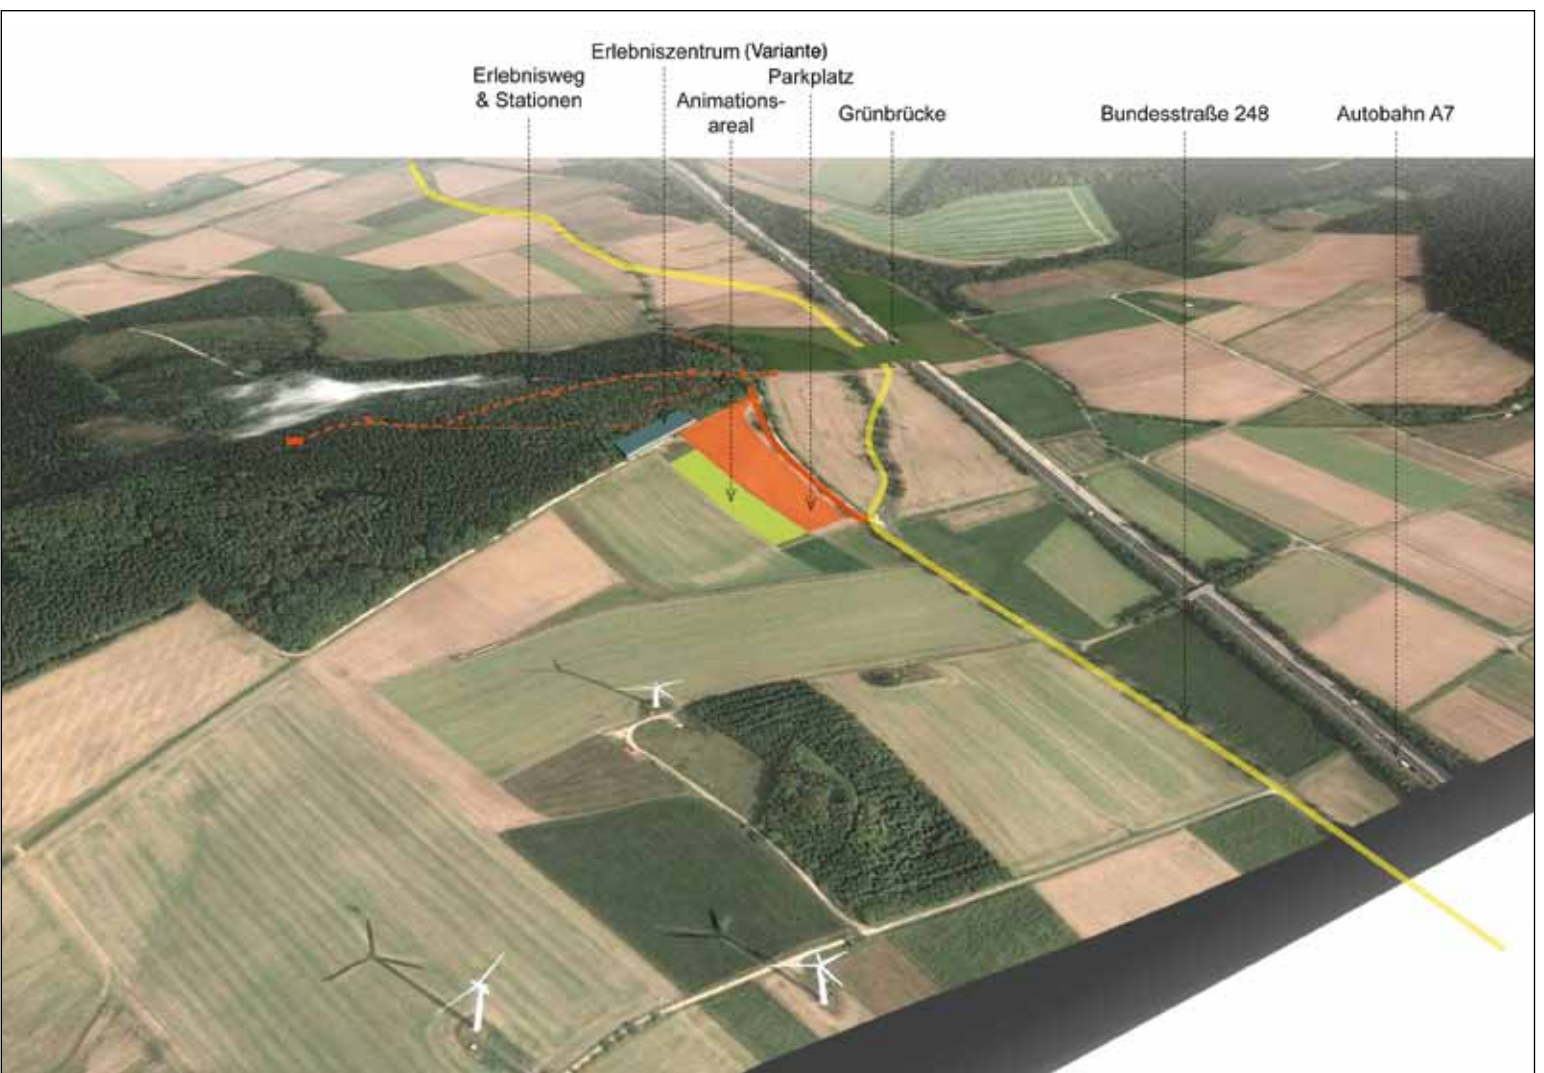 Erlebniszentrum (Variante)
Erlebnisweg
& Stationen
Parkplatz
Animations-
areal
Grünbrücke
Bundesstraße 248
Autobahn A7